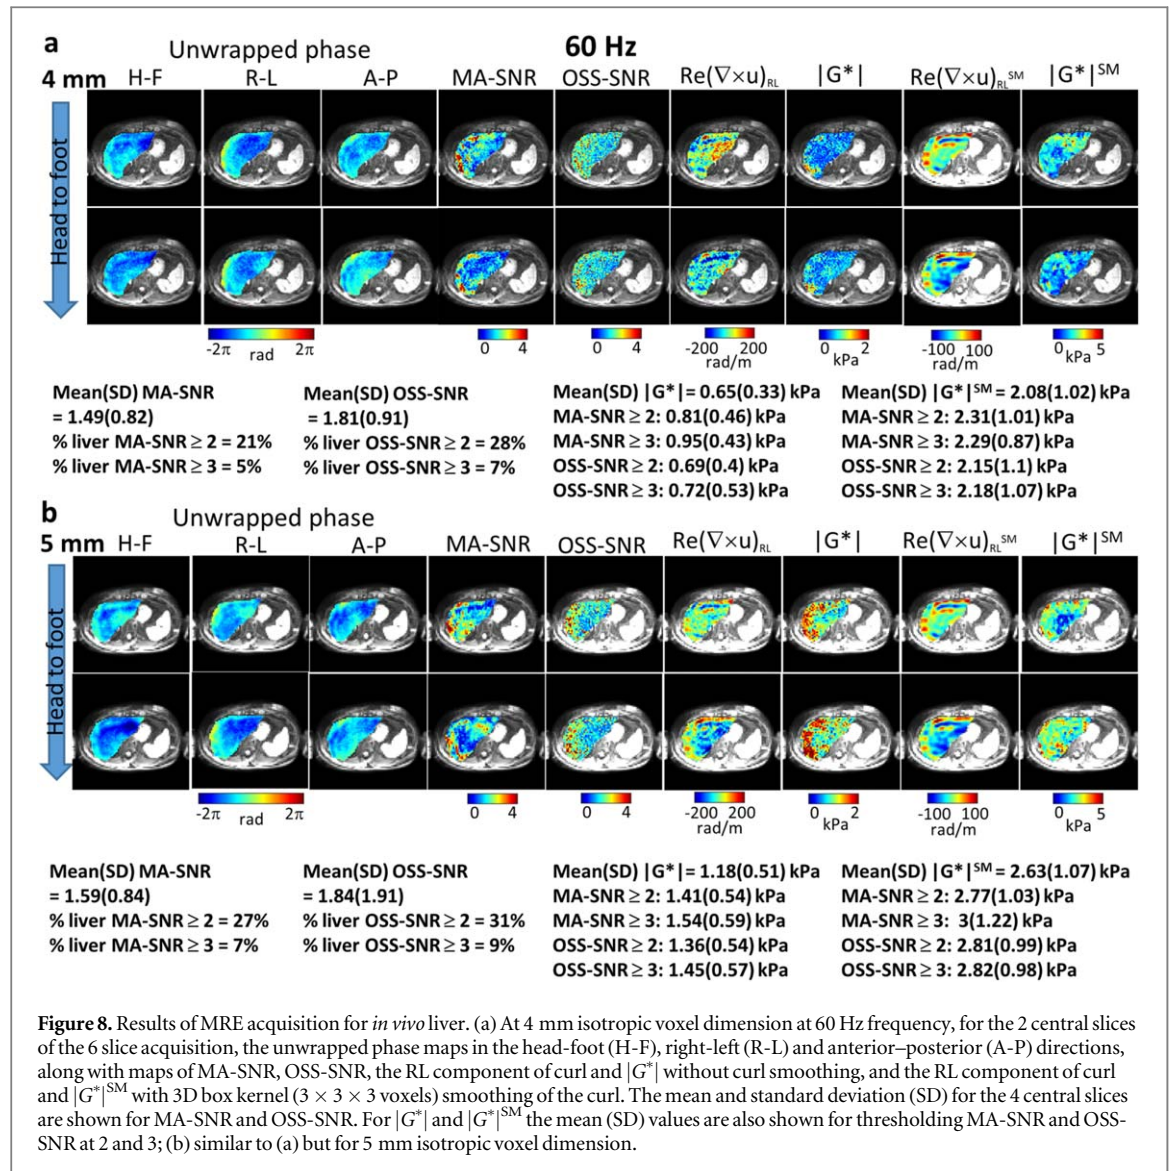 a
Unwrapped phase
60 Hz
4 mm H-F R-L A-P MA-SNR OSS-SNR Re(∇×u)RL |G*| Re(∇×u)RL^SM |G*|^SM
Head to foot
-2π 2π 0 4 0 4 -200 200 0 2 -100 100 0 5
rad rad/m kPa rad/m kPa
Mean(SD) MA-SNR
= 1.49(0.82)
% liver MA-SNR ≥ 2 = 21%
% liver MA-SNR ≥ 3 = 5%
Mean(SD) OSS-SNR
= 1.81(0.91)
% liver OSS-SNR ≥ 2 = 28%
% liver OSS-SNR ≥ 3 = 7%
Mean(SD) |G*| = 0.65(0.33) kPa
MA-SNR ≥ 2: 0.81(0.46) kPa
MA-SNR ≥ 3: 0.95(0.43) kPa
OSS-SNR ≥ 2: 0.69(0.4) kPa
OSS-SNR ≥ 3: 0.72(0.53) kPa
Mean(SD) |G*|^SM = 2.08(1.02) kPa
MA-SNR ≥ 2: 2.31(1.01) kPa
MA-SNR ≥ 3: 2.29(0.87) kPa
OSS-SNR ≥ 2: 2.15(1.1) kPa
OSS-SNR ≥ 3: 2.18(1.07) kPa
b
Unwrapped phase
5 mm H-F R-L A-P MA-SNR OSS-SNR Re(∇×u)RL |G*| Re(∇×u)RL^SM |G*|^SM
Head to foot
-2π 2π 0 4 0 4 -200 200 0 2 -100 100 0 5
rad rad/m kPa rad/m kPa
Mean(SD) MA-SNR
= 1.59(0.84)
% liver MA-SNR ≥ 2 = 27%
% liver MA-SNR ≥ 3 = 7%
Mean(SD) OSS-SNR
= 1.84(1.91)
% liver OSS-SNR ≥ 2 = 31%
% liver OSS-SNR ≥ 3 = 9%
Mean(SD) |G*| = 1.18(0.51) kPa
MA-SNR ≥ 2: 1.41(0.54) kPa
MA-SNR ≥ 3: 1.54(0.59) kPa
OSS-SNR ≥ 2: 1.36(0.54) kPa
OSS-SNR ≥ 3: 1.45(0.57) kPa
Mean(SD) |G*|^SM = 2.63(1.07) kPa
MA-SNR ≥ 2: 2.77(1.03) kPa
MA-SNR ≥ 3: 3(1.22) kPa
OSS-SNR ≥ 2: 2.81(0.99) kPa
OSS-SNR ≥ 3: 2.82(0.98) kPa
Figure 8. Results of MRE acquisition for in vivo liver. (a) At 4 mm isotropic voxel dimension at 60 Hz frequency, for the 2 central slices
of the 6 slice acquisition, the unwrapped phase maps in the head-foot (H-F), right-left (R-L) and anterior–posterior (A-P) directions,
along with maps of MA-SNR, OSS-SNR, the RL component of curl and |G*| without curl smoothing, and the RL component of curl
and |G*|^SM with 3D box kernel (3 × 3 × 3 voxels) smoothing of the curl. The mean and standard deviation (SD) for the 4 central slices
are shown for MA-SNR and OSS-SNR. For |G*| and |G*|^SM the mean (SD) values are also shown for thresholding MA-SNR and OSS-
SNR at 2 and 3; (b) similar to (a) but for 5 mm isotropic voxel dimension.